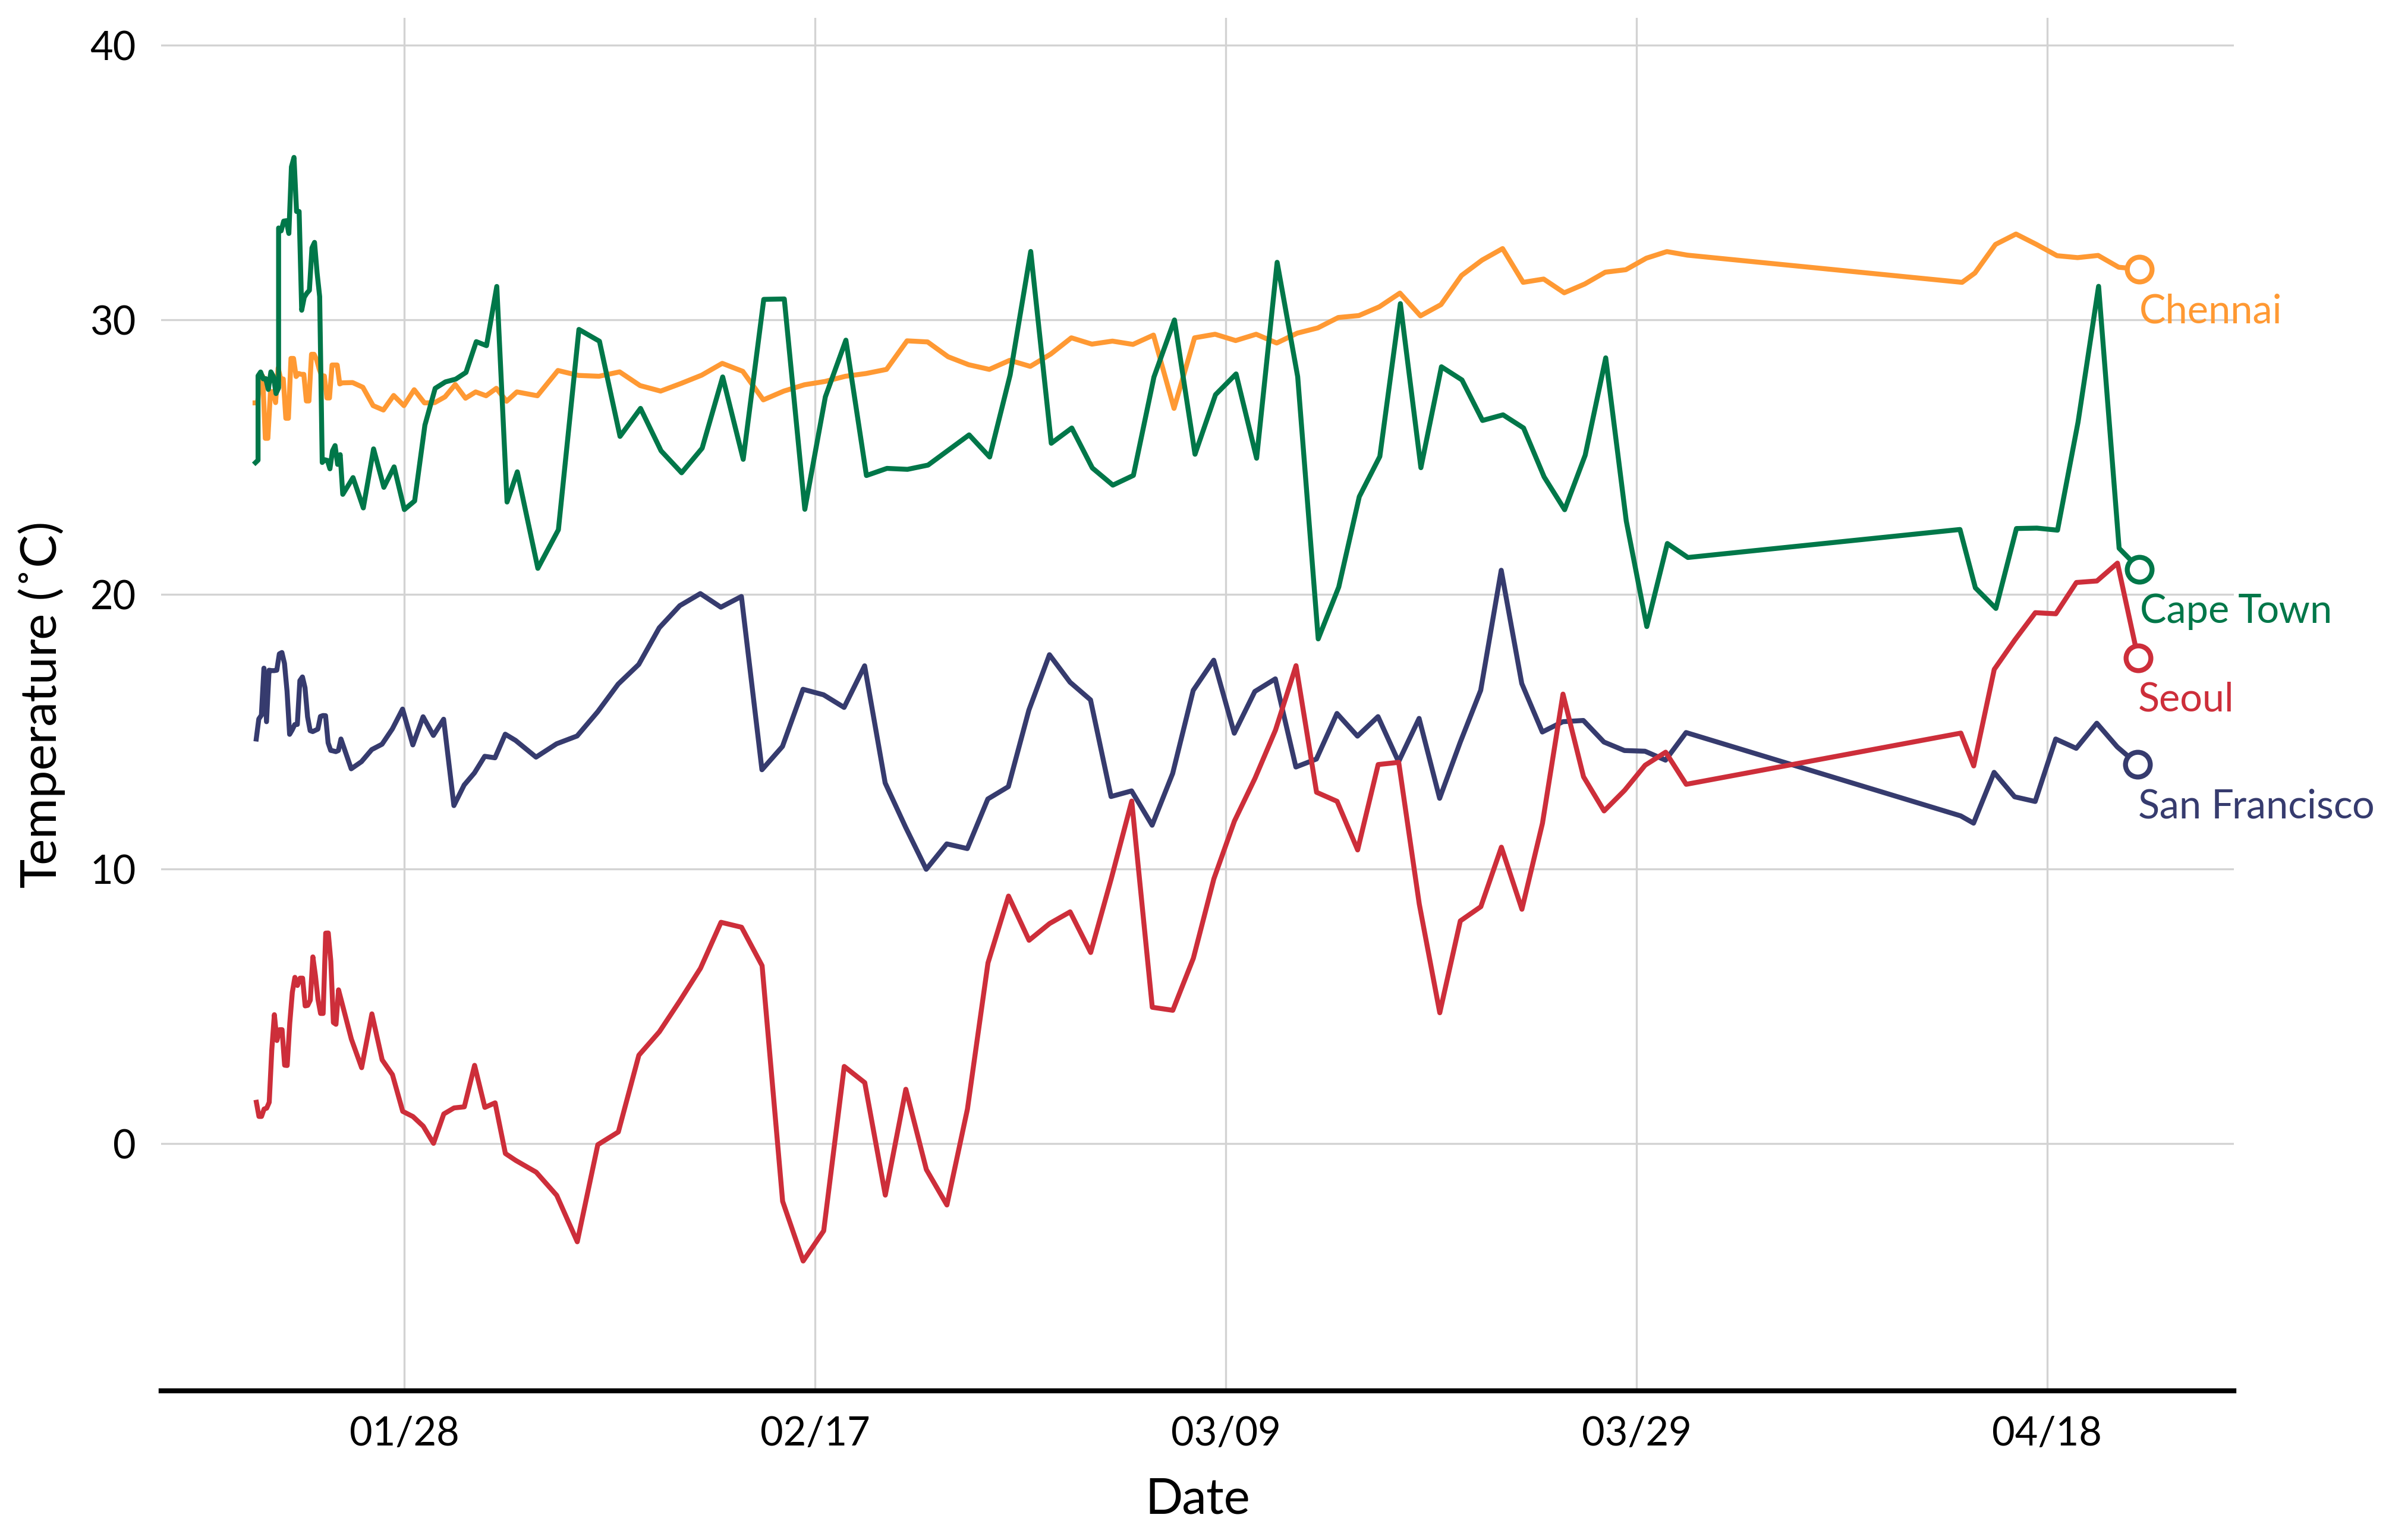 40
30
20
10
0
Temperature (°C)
Chennai
Cape Town
Seoul
San Francisco
01/28
02/17
03/09
03/29
04/18
Date